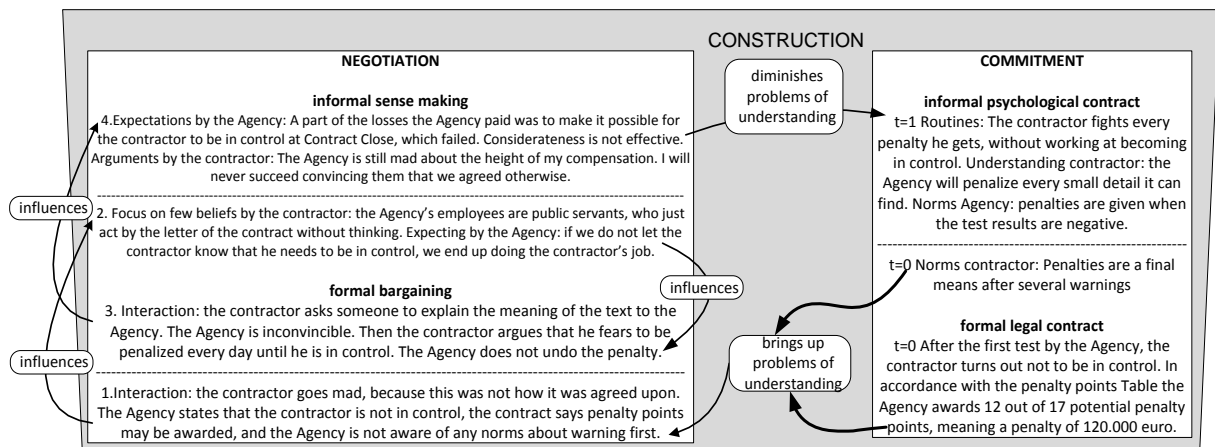 CONSTRUCTION
NEGOTIATION
informal sense making
4.Expectations by the Agency: A part of the losses the Agency paid was to make it possible for
the contractor to be in control at Contract Close, which failed. Considerateness is not effective.
Arguments by the contractor: The Agency is still mad about the height of my compensation. I will
never succeed convincing them that we agreed otherwise.
2. Focus on few beliefs by the contractor: the Agency’s employees are public servants, who just
act by the letter of the contract without thinking. Expecting by the Agency: if we do not let the
contractor know that he needs to be in control, we end up doing the contractor’s job.
formal bargaining
3. Interaction: the contractor asks someone to explain the meaning of the text to the
Agency. The Agency is inconvincible. Then the contractor argues that he fears to be
penalized every day until he is in control. The Agency does not undo the penalty.
1.Interaction: the contractor goes mad, because this was not how it was agreed upon.
The Agency states that the contractor is not in control, the contract says penalty points
may be awarded, and the Agency is not aware of any norms about warning first.
influences
influences
influences
diminishes
problems of
understanding
brings up
problems of
understanding
COMMITMENT
informal psychological contract
t=1 Routines: The contractor fights every
penalty he gets, without working at becoming
in control. Understanding contractor: the
Agency will penalize every small detail it can
find. Norms Agency: penalties are given when
the test results are negative.
t=0 Norms contractor: Penalties are a final
means after several warnings
formal legal contract
t=0 After the first test by the Agency, the
contractor turns out not to be in control. In
accordance with the penalty points Table the
Agency awards 12 out of 17 potential penalty
points, meaning a penalty of 120.000 euro.